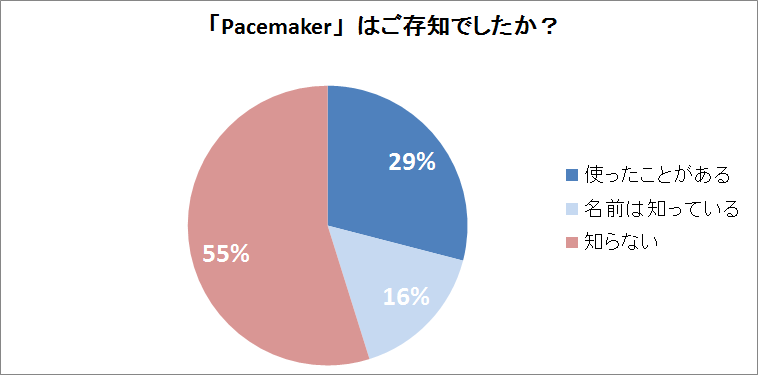 「Pacemaker」はご存知でしたか？
29%
16%
55%
使ったことがある
名前は知っている
知らない